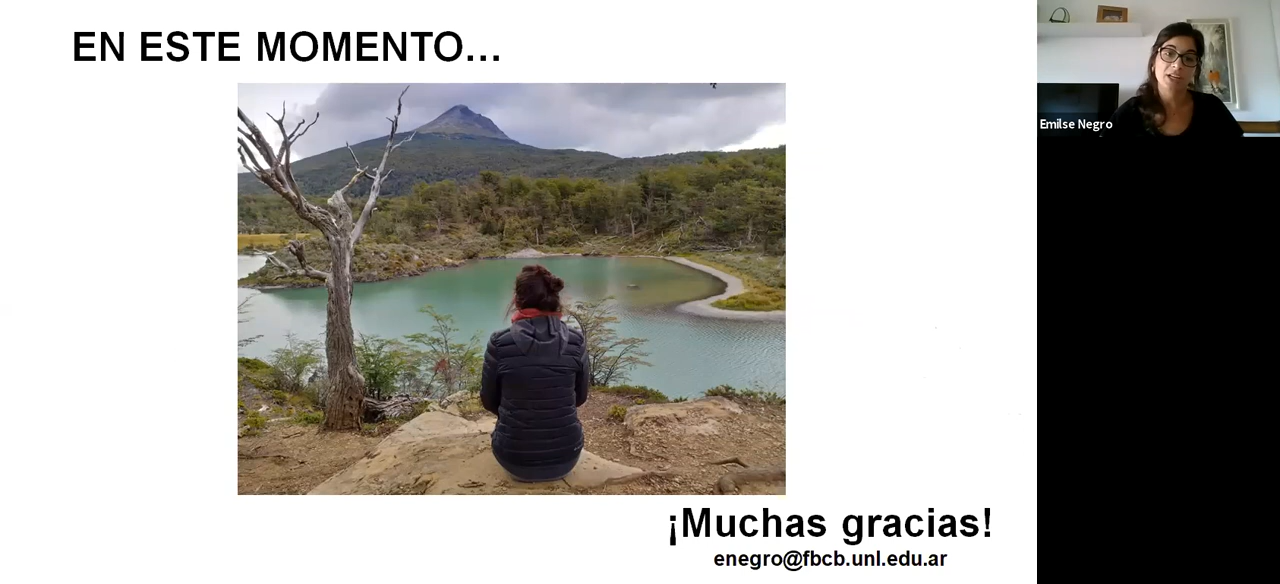 EN ESTE MOMENTO...
Emilse Negro
¡Muchas gracias!
enegro@fbcb.unl.edu.ar